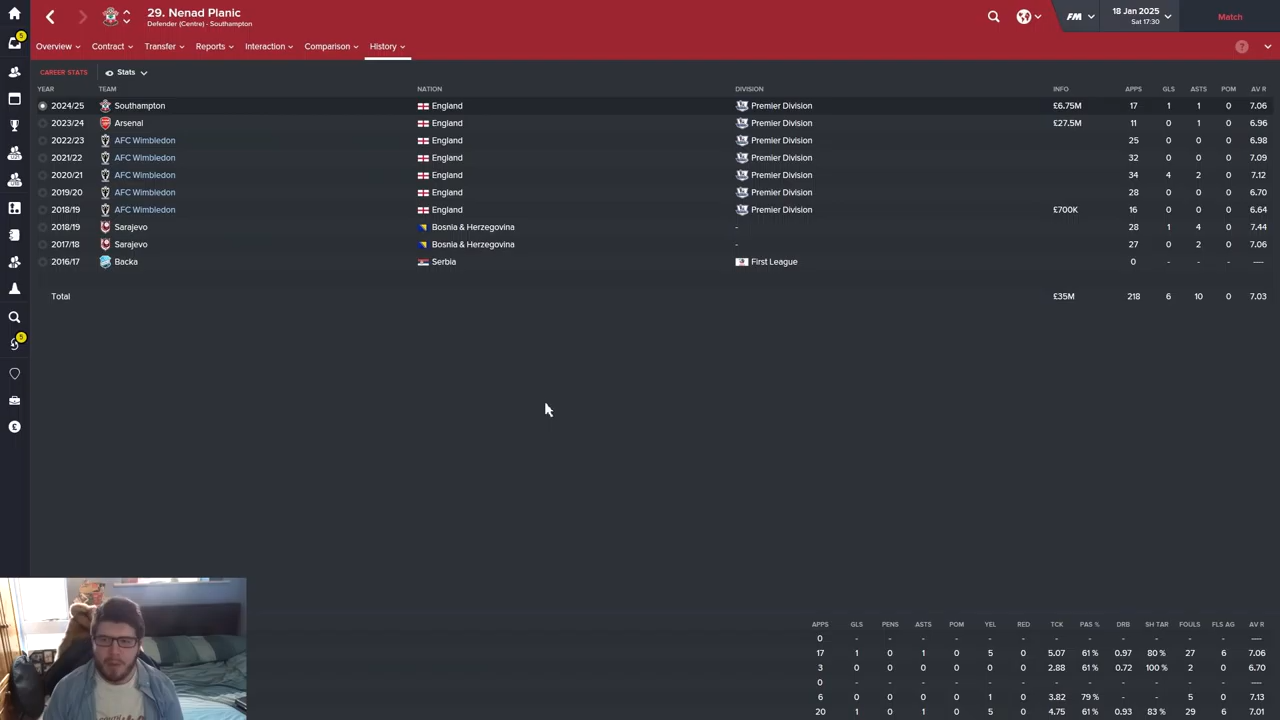 29. Nenad Planic
Defender (Centre) - Southampton
FM
18 Jan 2025
Sat 17:30
Match
5
Overview
Contract
Transfer
Reports
Interaction
Comparison
History
?
CAREER STATS
Stats
YEAR TEAM NATION DIVISION INFO APPS GLS ASTS POM AV R
2024/25 Southampton England Premier Division £6.75M 17 1 1 0 7.06
2023/24 Arsenal England Premier Division £27.5M 11 0 1 0 6.96
2022/23 AFC Wimbledon England Premier Division 25 0 0 0 6.98
2021/22 AFC Wimbledon England Premier Division 32 0 0 0 7.09
2020/21 AFC Wimbledon England Premier Division 34 4 2 0 7.12
2019/20 AFC Wimbledon England Premier Division 28 0 0 0 6.70
2018/19 AFC Wimbledon England Premier Division £700K 16 0 0 0 6.64
2018/19 Sarajevo Bosnia & Herzegovina - 28 1 4 0 7.44
2017/18 Sarajevo Bosnia & Herzegovina - 27 0 2 0 7.06
2016/17 Backa Serbia First League 0 - - - ----
Total £35M 218 6 10 0 7.03
5
£
APPS GLS PENS ASTS POM YEL RED TCK PAS % DRB SH TAR FOULS FLS AG AV R
0 - - - - - - - - - - - - ----
17 1 0 1 0 5 0 5.07 61 % 0.97 80 % 27 6 7.06
3 0 0 0 0 0 0 2.88 61 % 0.72 100 % 2 0 6.70
0 - - - - - - - - - - - - ----
6 0 0 0 0 1 0 3.82 79 % - - 5 0 7.13
20 1 0 1 0 5 0 4.75 61 % 0.93 83 % 29 6 7.01